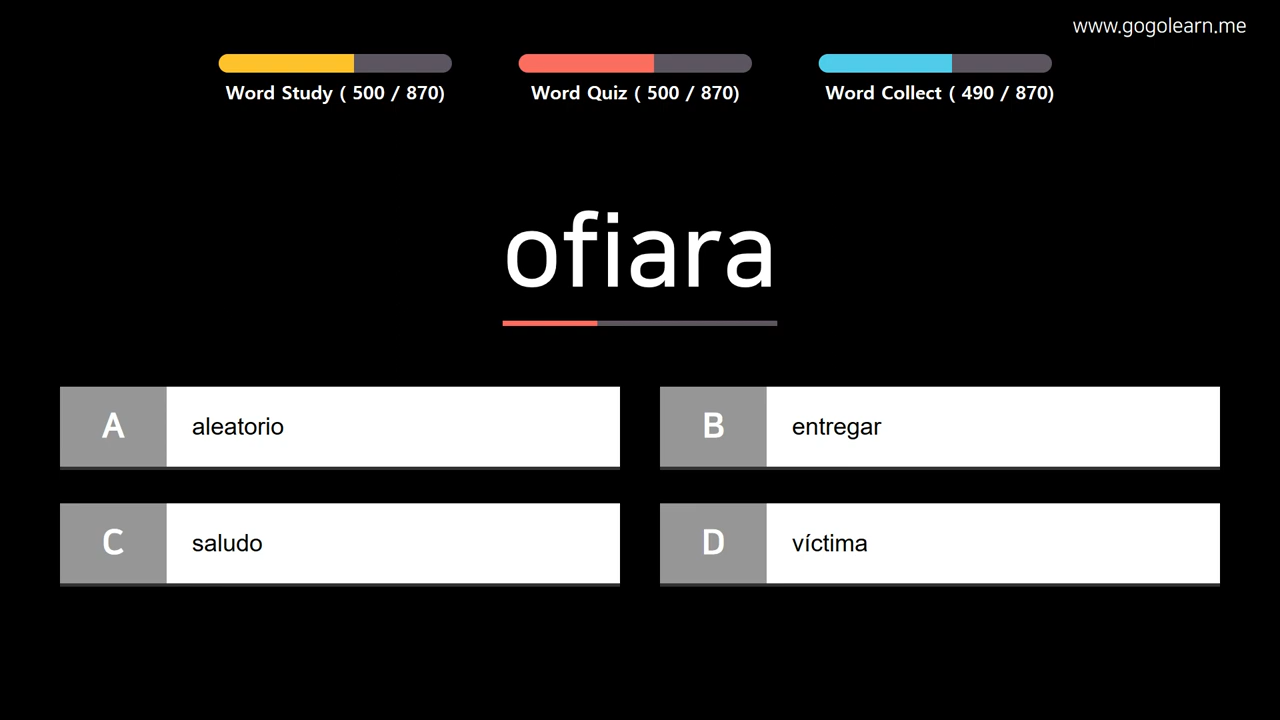 www.gogolearn.me
Word Study ( 500 / 870)
Word Quiz ( 500 / 870)
Word Collect ( 490 / 870)
ofiara
A aleatorio
B entregar
C saludo
D víctima